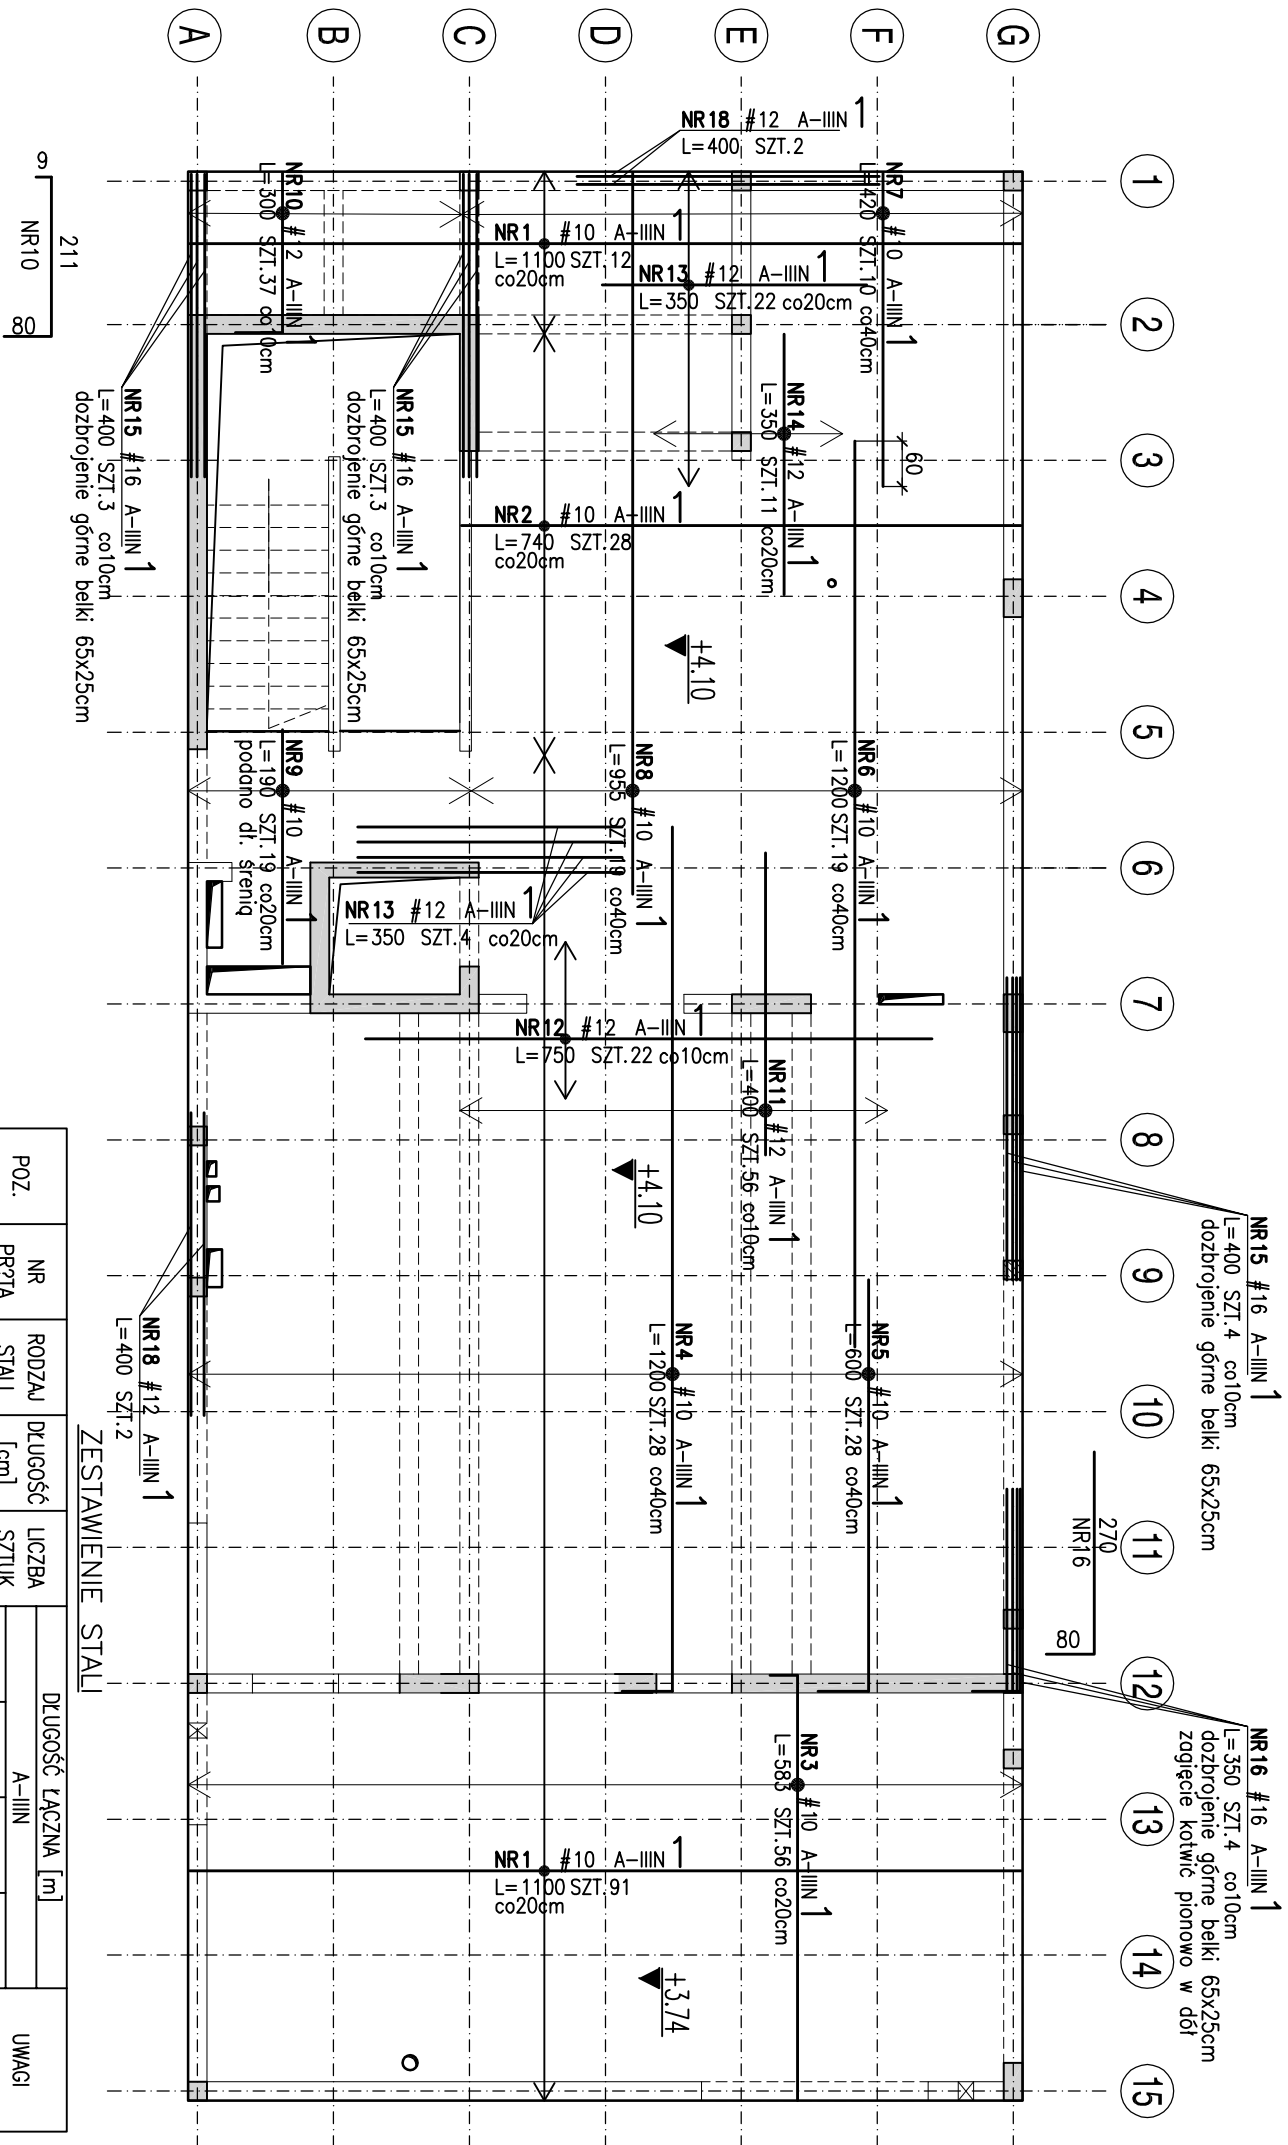 A
B
C
D
E
F
G
1
2
3
4
5
6
7
8
9
10
11
12
13
14
15
NR18 #12 A-IIIN 1
L=400 SZT.2
NR7 #10 A-IIIN 1
L=420 SZT.10 co40cm
NR10 #12 A-IIIN 1
L=300 SZT.37 co10cm
NR1 #10 A-IIIN 1
L=1100 SZT.12
co20cm
NR13 #12 A-IIIN 1
L=350 SZT.22 co20cm
9
211
NR10
80
NR14 #12 A-IIIN 1
L=350 SZT.11 co20cm
60
NR15 #16 A-IIIN 1
L=400 SZT.3 co10cm
dozbrojenie górne belki 65x25cm
NR15 #16 A-IIIN 1
L=400 SZT.3 co10cm
dozbrojenie górne belki 65x25cm
NR2 #10 A-IIIN 1
L=740 SZT.28
co20cm
+4.10
NR9 #10 A-IIIN 1
L=190 SZT.19 co20cm
podano dł. średnią
NR8 #10 A-IIIN 1
L=955 SZT.19 co40cm
NR6 #10 A-IIIN 1
L=1200 SZT.19 co40cm
NR13 #12 A-IIIN 1
L=350 SZT.4 co20cm
NR12 #12 A-IIIN 1
L=750 SZT.22 co10cm
NR11 #12 A-IIIN 1
L=400 SZT.56 co10cm
+4.10
NR15 #16 A-IIIN 1
L=400 SZT.4 co10cm
dozbrojenie górne belki 65x25cm
NR18 #12 A-IIIN 1
L=400 SZT.2
NR4 #10 A-IIIN 1
L=1200 SZT.28 co40cm
NR5 #10 A-IIIN 1
L=600 SZT.28 co40cm
270
NR16
80
NR16 #16 A-IIIN 1
L=350 SZT.4 co10cm
dozbrojenie górne belki 65x25cm
zagięcie kotwić pionowo w dół
NR3 #10 A-IIIN 1
L=583 SZT.56 co20cm
NR1 #10 A-IIIN 1
L=1100 SZT.91
co20cm
+3.74
ZESTAWIENIE STALI
POZ.
NR
PR?TA
RODZAJ
STALI
DŁUGOŚĆ
[cm]
LICZBA
SZTUK
DŁUGOŚĆ ŁĄCZNA [m]
A-IIIN
UWAGI